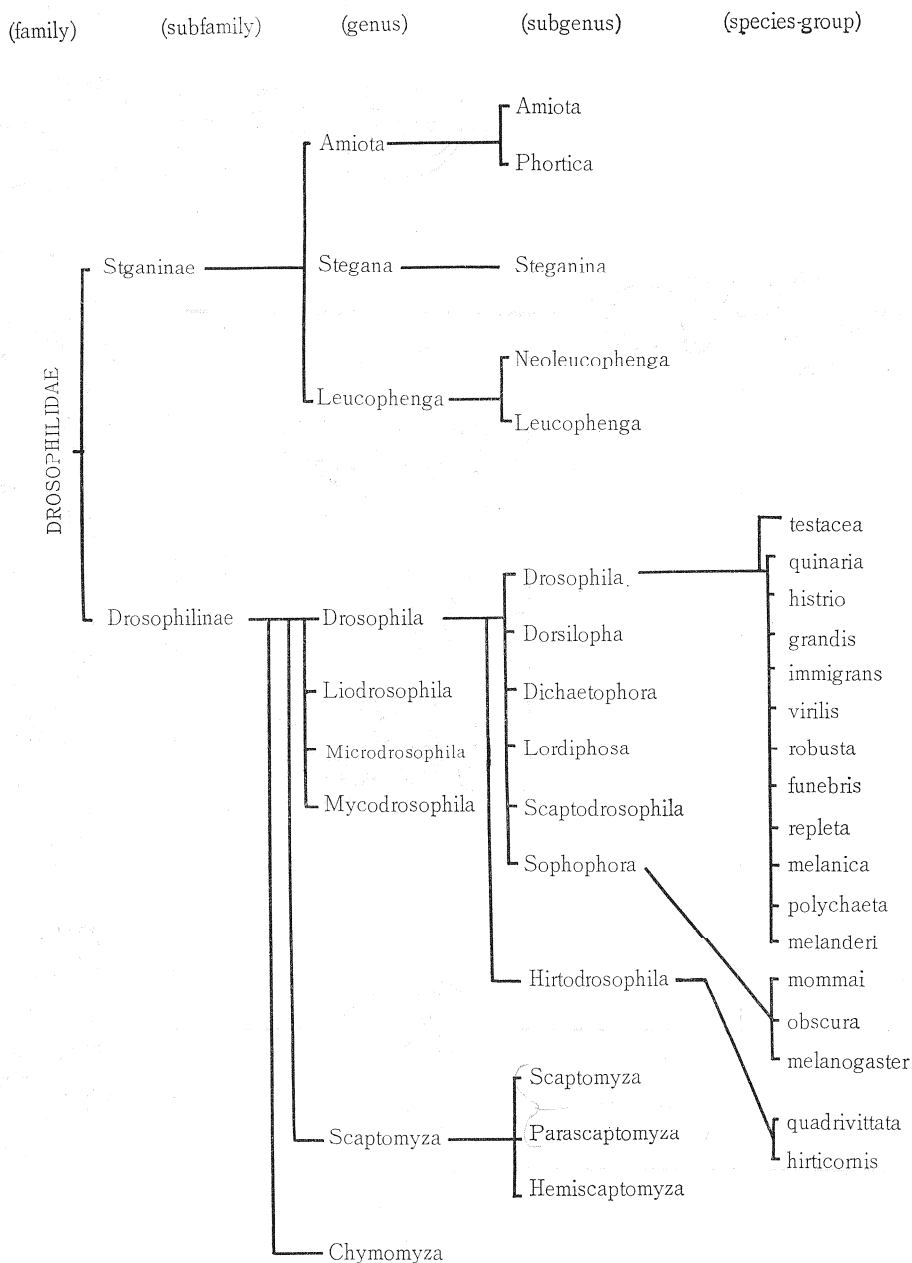 (family) (subfamily) (genus) (subgenus) (species-group)
Amiota
Amiota
Phortica
Stganinae
Stegana
Steganina
Neoleucophenga
Leucophenga
Leucophenga
DROSOPHILIDAE
testacea
quinaria
Drosophila
histrio
Drosophilinae
Drosophila
Dorsilopha
grandis
immigrans
Liodrosophila
Dichaetophora
virilis
Microdrosophila
Lordiphosa
robusta
funebris
Mycodrosophila
Scaptodrosophila
repleta
Sophophora
melanica
polychaeta
melanderi
Hirtodrosophila
mommai
obscura
melanogaster
Scaptomyza
quadrivittata
Scaptomyza
Parascaptomyza
hirticornis
Hemiscaptomyza
Chymomyza